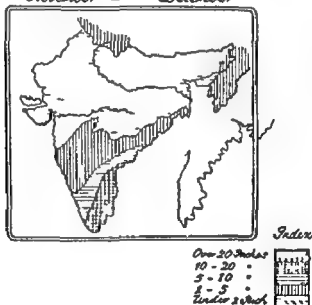 Index
Over 20 Inches
10 - 20 "
5 - 10 "
2 - 5 "
Under 2 Inch